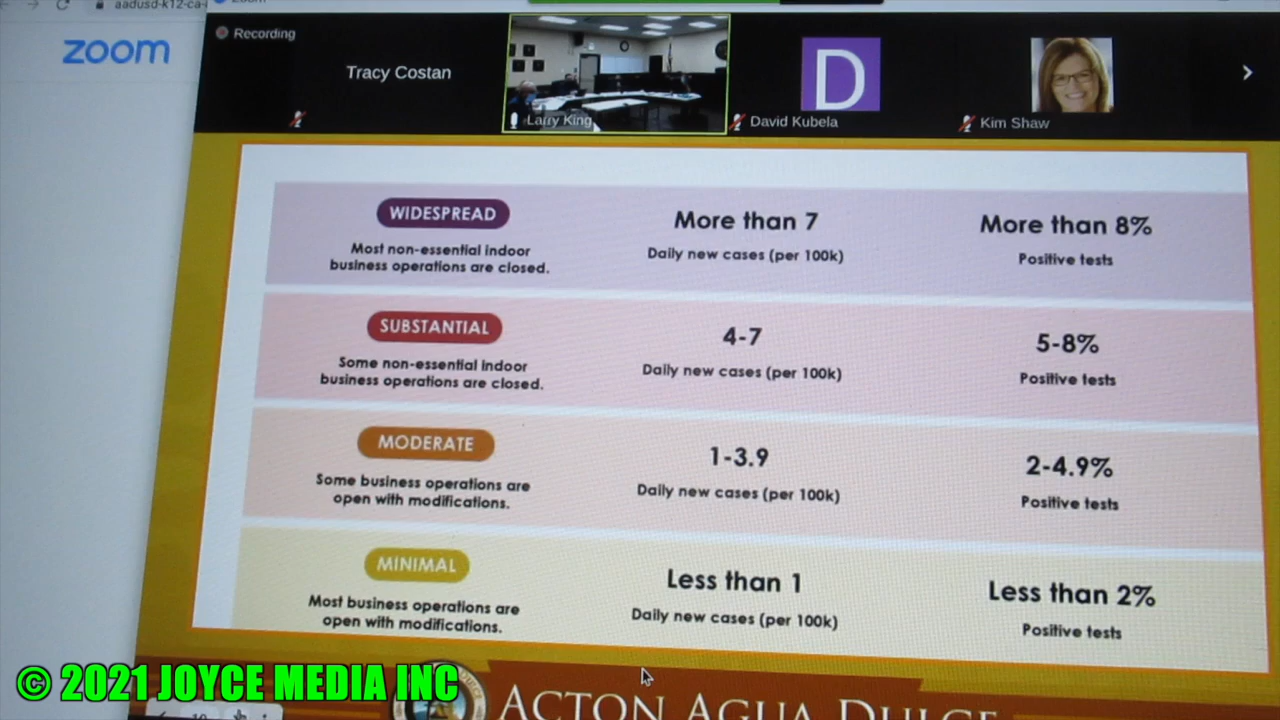 aadusd-k12-ca-
zoom
Recording
Tracy Costan
Larry King
D
David Kubela
Kim Shaw
WIDESPREAD
Most non-essential indoor
business operations are closed.
More than 7
Daily new cases (per 100k)
More than 8%
Positive tests
SUBSTANTIAL
Some non-essential indoor
business operations are closed.
4-7
Daily new cases (per 100k)
5-8%
Positive tests
MODERATE
Some business operations are
open with modifications.
1-3.9
Daily new cases (per 100k)
2-4.9%
Positive tests
MINIMAL
Most business operations are
open with modifications.
Less than 1
Daily new cases (per 100k)
Less than 2%
Positive tests
© 2021 JOYCE MEDIA INC
ACTON AGUA DULCE